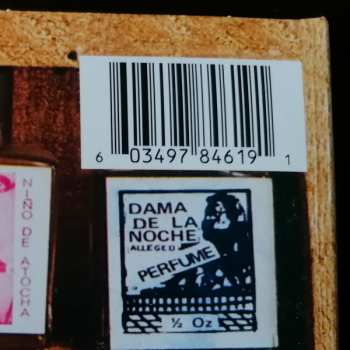 6 03497 84619 1
NIÑO DE ATOCHA
DAMA
DE LA
NOCHE
(ALLEGED)
PERFUME
½ Oz